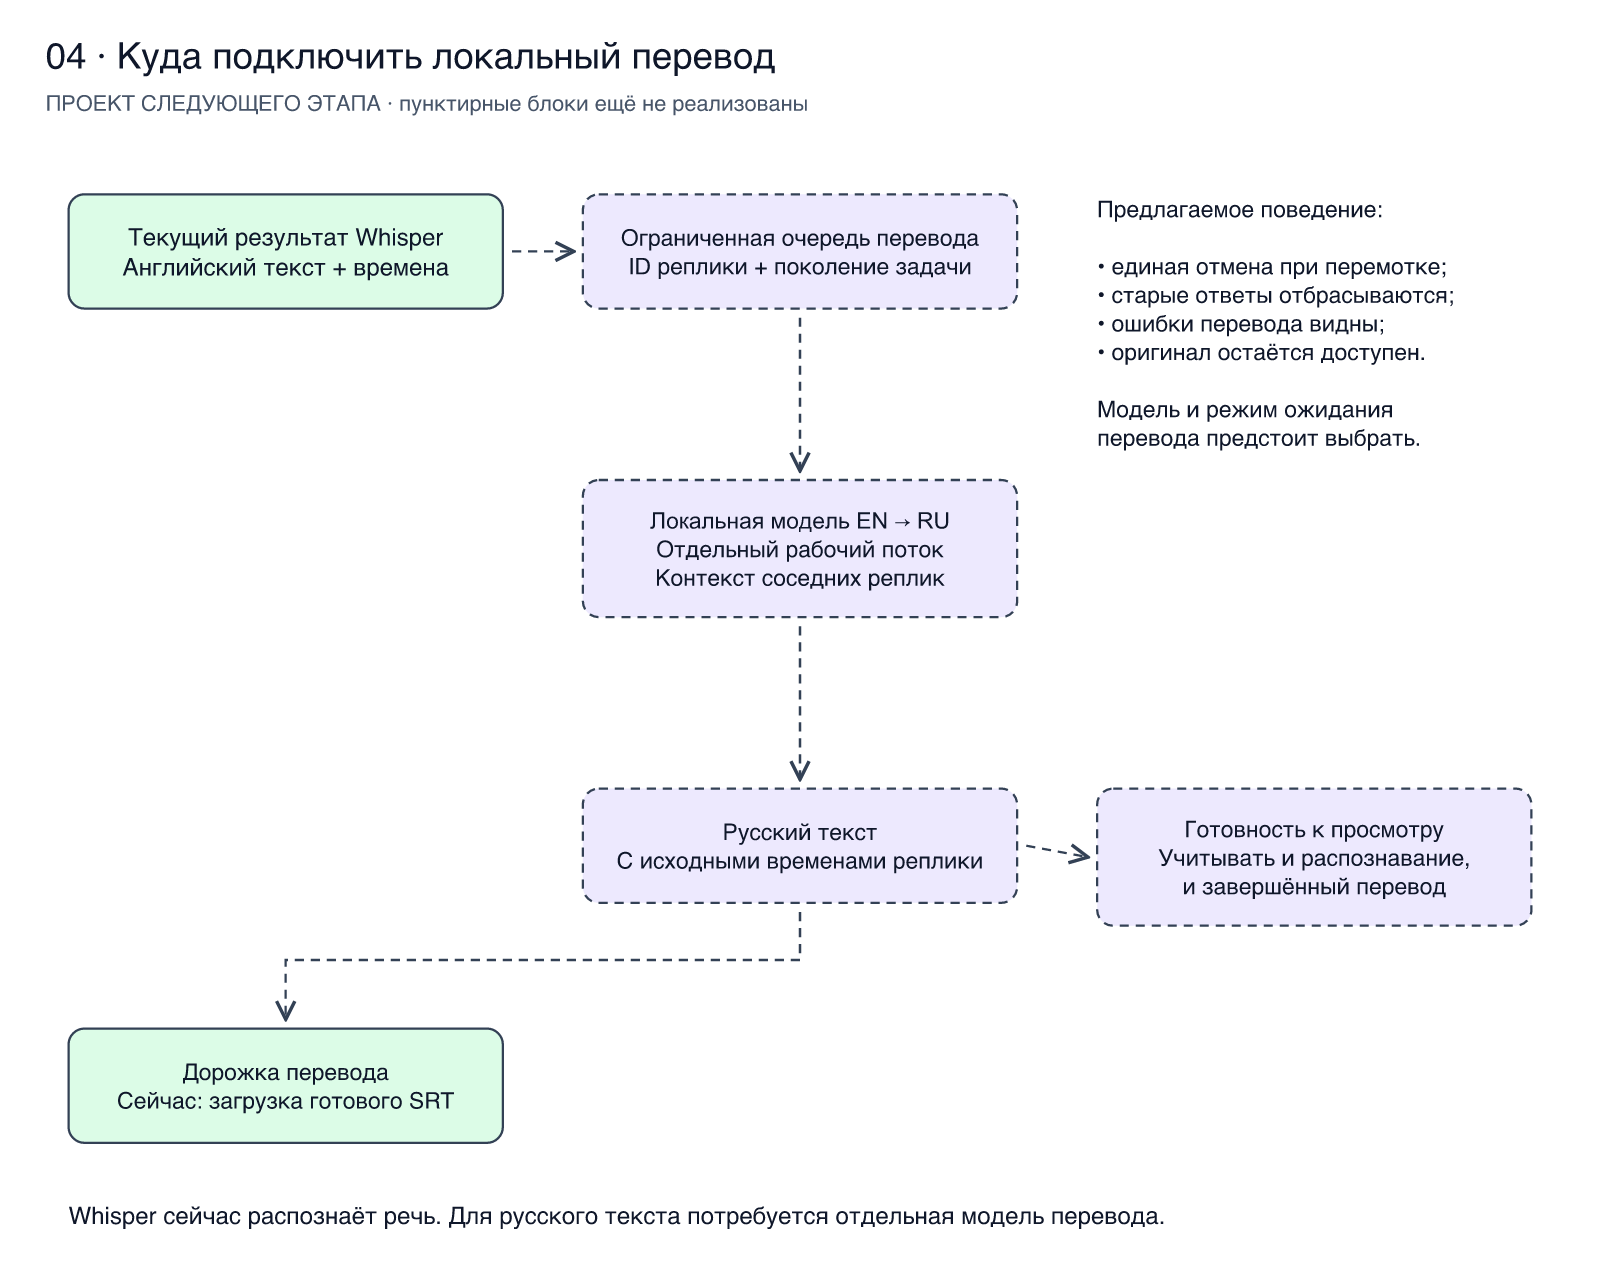 04 · Куда подключить локальный перевод
ПРОЕКТ СЛЕДУЮЩЕГО ЭТАПА · пунктирные блоки ещё не реализованы
Текущий результат Whisper
Английский текст + времена
Ограниченная очередь перевода
ID реплики + поколение задачи
Предлагаемое поведение:
• единая отмена при перемотке;
• старые ответы отбрасываются;
• ошибки перевода видны;
• оригинал остаётся доступен.
Модель и режим ожидания
перевода предстоит выбрать.
Локальная модель EN → RU
Отдельный рабочий поток
Контекст соседних реплик
Русский текст
С исходными временами реплики
Готовность к просмотру
Учитывать и распознавание,
и завершённый перевод
Дорожка перевода
Сейчас: загрузка готового SRT
Whisper сейчас распознаёт речь. Для русского текста потребуется отдельная модель перевода.